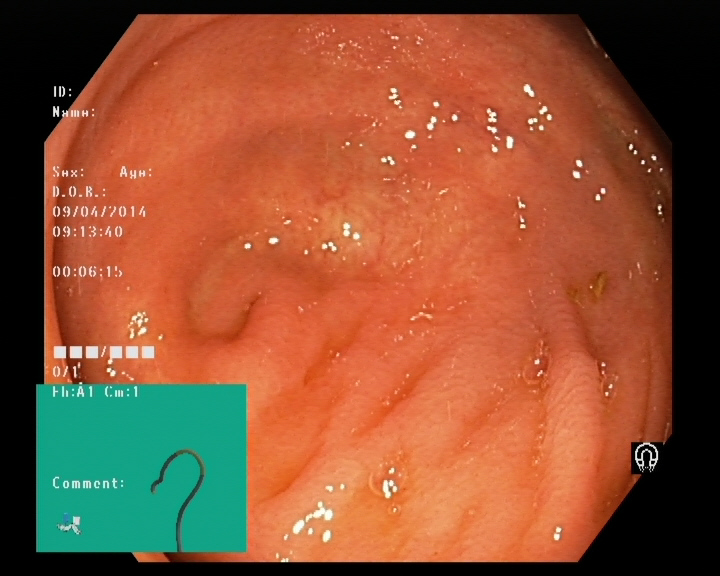 ID:
Name:
Sex: Age:
D.O.B.:
09/04/2014
09:13:40
00:06:15
■■■/■■■
0/1
Eh:A1 Cm:1
Comment: